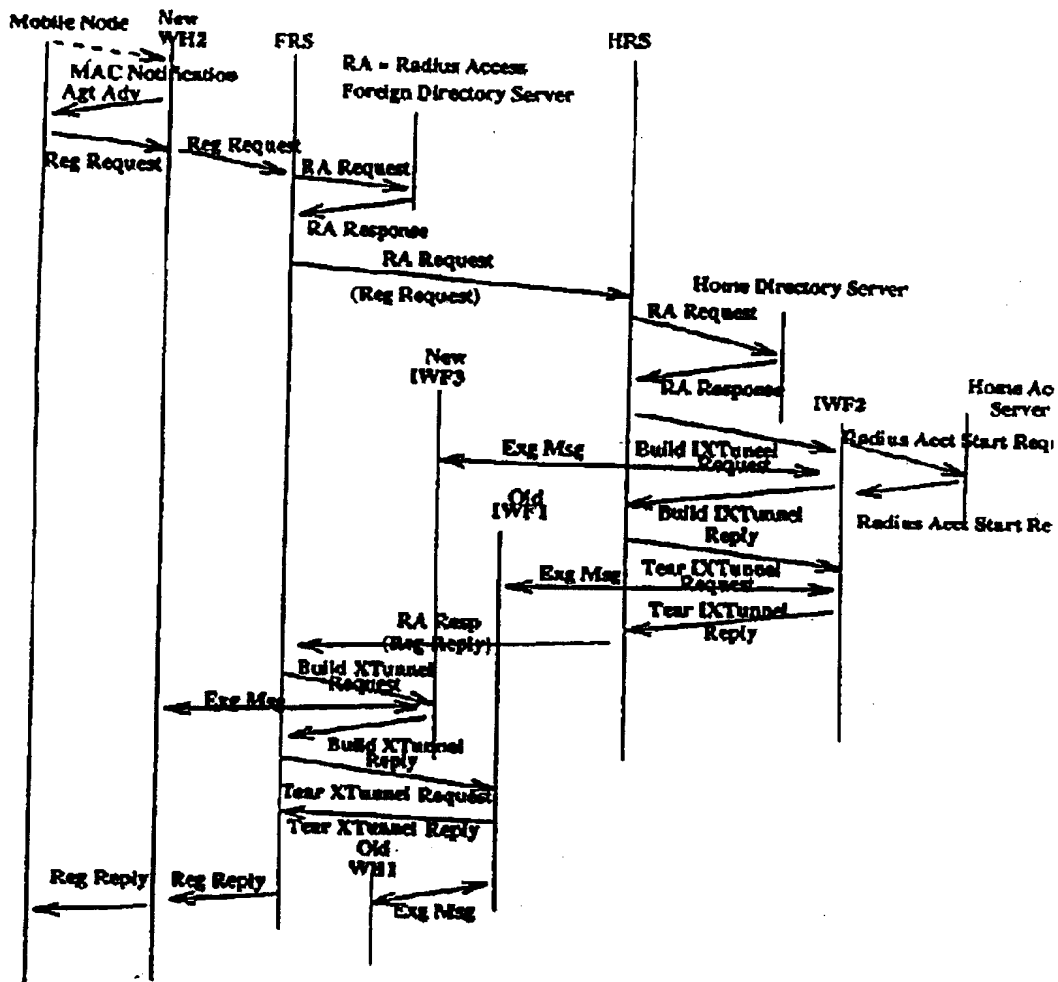 Mobile Node
New
WH2
FRS
HRS
RA = Radius Access
Foreign Directory Server
MAC Notification
Agt Adv
Reg Request
Reg Request
RA Request
RA Response
RA Request
(Reg Request)
Home Directory Server
RA Request
RA Response
New
IWF3
IWF2
Home Ac
Server
Radius Acct Start Requ
Exg Msg
Build IXTunnel
Request
Old
IWF1
Build IXTunnel
Reply
Radius Acct Start Re
Exg Msg
Tear IXTunnel
Request
Tear IXTunnel
Reply
RA Resp
(Reg Reply)
Build XTunnel
Request
Exg Msg
Build XTunnel
Reply
Tear XTunnel Request
Tear XTunnel Reply
Old
WH1
Reg Reply
Reg Reply
Exg Msg